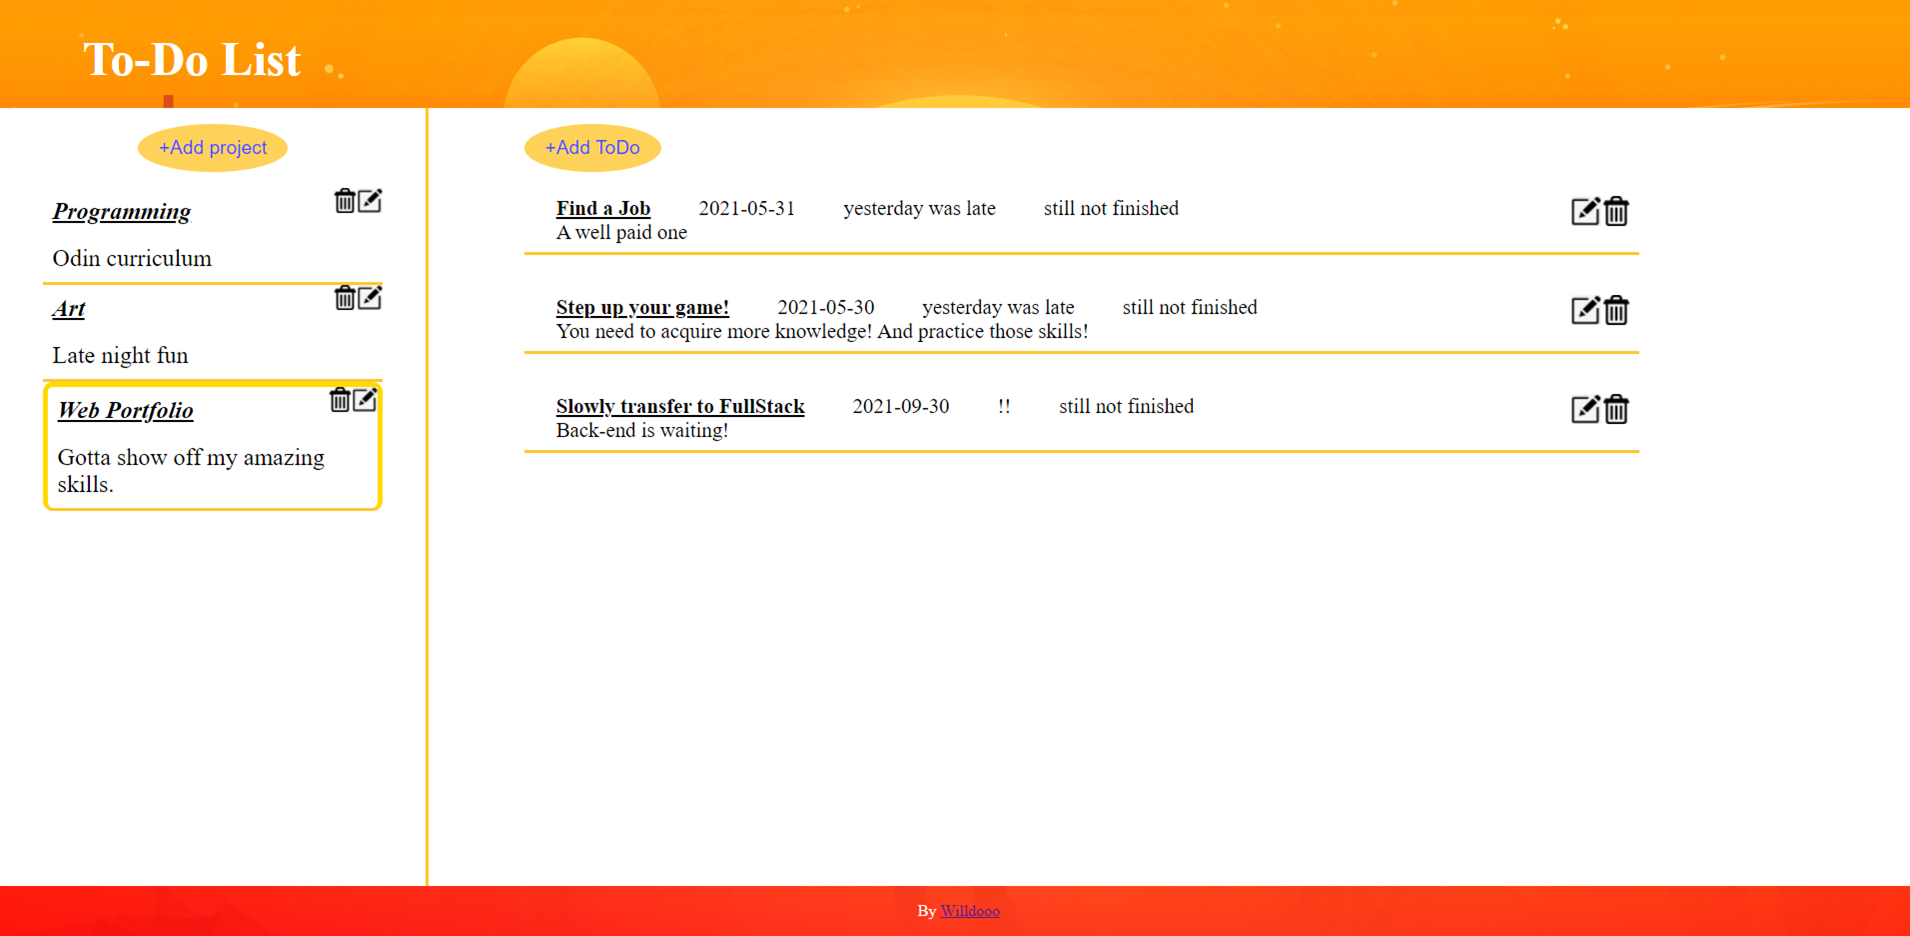 To-Do List
+Add project
Programming
Odin curriculum
Art
Late night fun
Web Portfolio
Gotta show off my amazing
skills.
+Add ToDo
Find a Job 2021-05-31 yesterday was late still not finished
A well paid one
Step up your game! 2021-05-30 yesterday was late still not finished
You need to acquire more knowledge! And practice those skills!
Slowly transfer to FullStack 2021-09-30 !! still not finished
Back-end is waiting!
By Willdooo